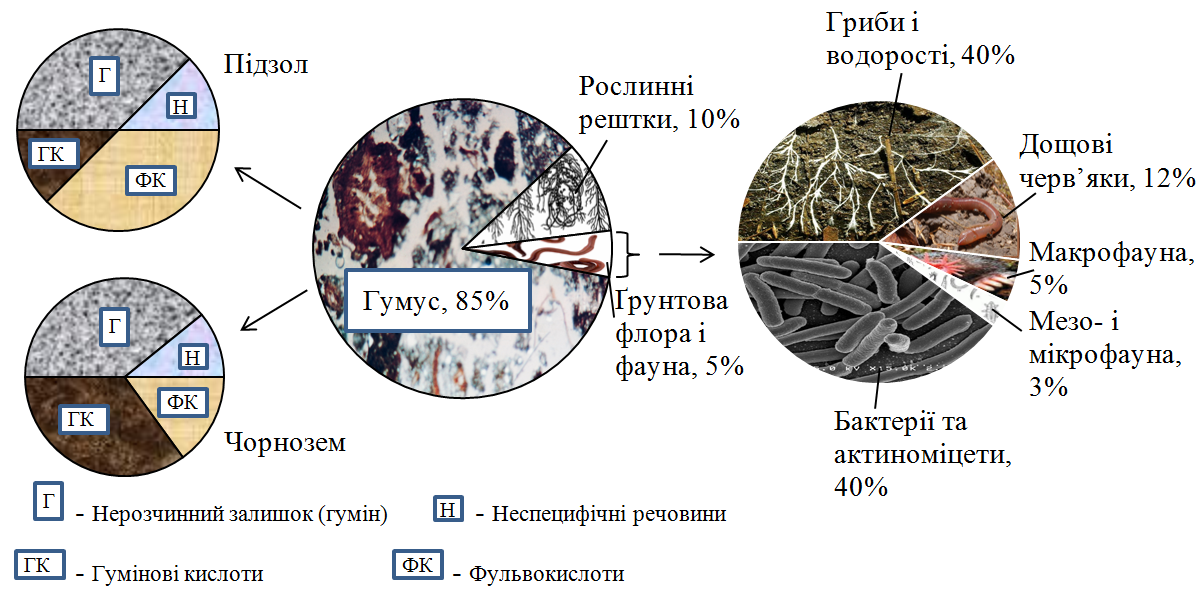 Гриби і
водорості, 40%
Підзол
Г
Н
ГК
ФК
Рослинні
рештки, 10%
Дощові
черв’яки, 12%
Макрофауна,
5%
Мезо- і
мікрофауна,
3%
Гумус, 85%
Ґрунтова
флора і
фауна, 5%
Г
Н
ГК
ФК
Чорнозем
Бактерії та
актиноміцети,
40%
Г - Нерозчинний залишок (гумін)
Н - Неспецифічні речовини
ГК - Гумінові кислоти
ФК - Фульвокислоти